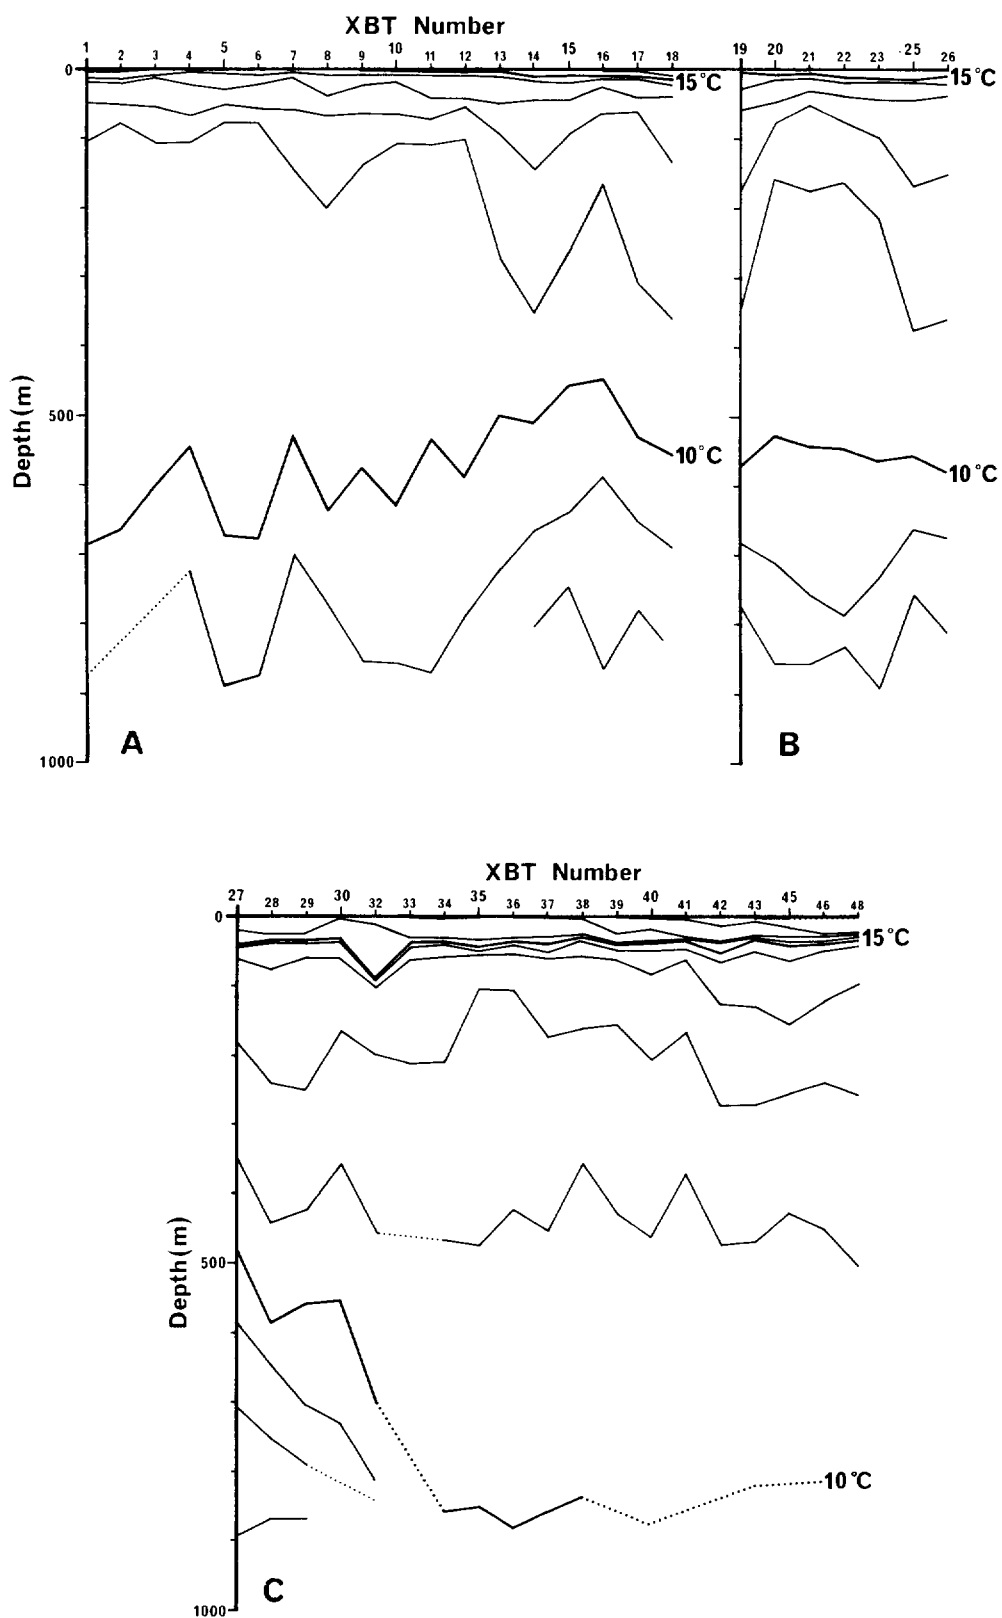 XBT Number
1 2 3 4 5 6 7 8 9 10 11 12 13 14 15 16 17 18 19 20 21 22 23 25 26
0
15°C
15°C
Depth(m)
500
10°C
10°C
A
B
1000
XBT Number
27 28 29 30 32 33 34 35 36 37 38 39 40 41 42 43 45 46 48
0
15°C
Depth(m)
500
10°C
C
1000